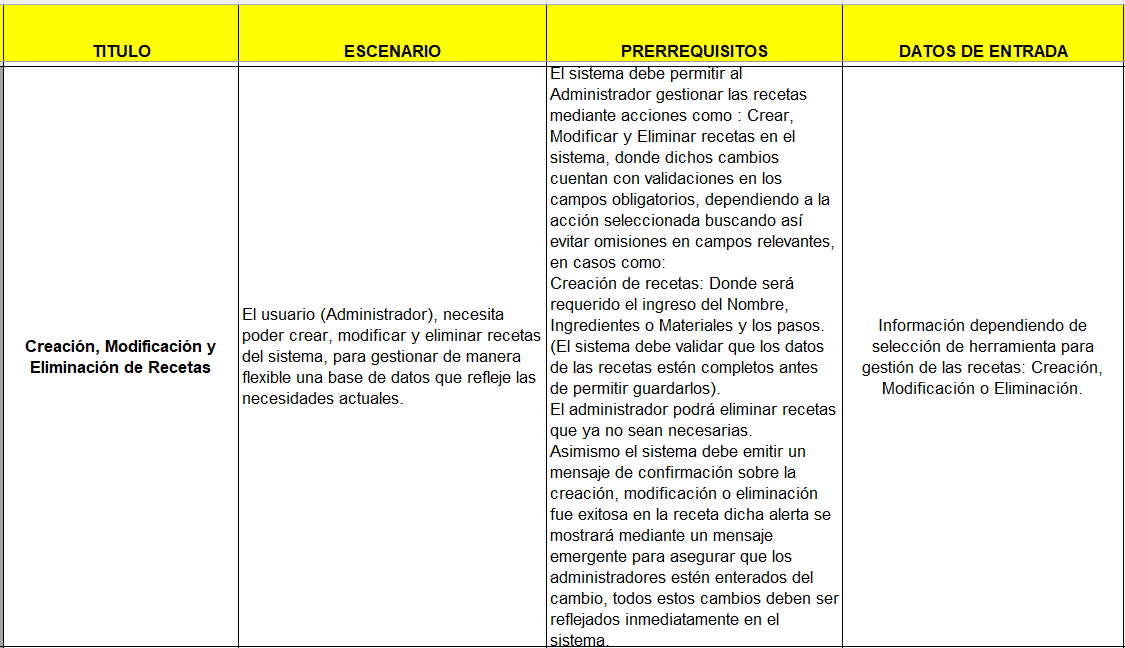 TITULO
ESCENARIO
PRERREQUISITOS
DATOS DE ENTRADA
Creación, Modificación y
Eliminación de Recetas
El usuario (Administrador), necesita
poder crear, modificar y eliminar recetas
del sistema, para gestionar de manera
flexible una base de datos que refleje las
necesidades actuales.
El sistema debe permitir al
Administrador gestionar las recetas
mediante acciones como : Crear,
Modificar y Eliminar recetas en el
sistema, donde dichos cambios
cuentan con validaciones en los
campos obligatorios, dependiendo a la
acción seleccionada buscando así
evitar omisiones en campos relevantes,
en casos como:
Creación de recetas: Donde será
requerido el ingreso del Nombre,
Ingredientes o Materiales y los pasos.
(El sistema debe validar que los datos
de las recetas estén completos antes
de permitir guardarlos).
El administrador podrá eliminar recetas
que ya no sean necesarias.
Asimismo el sistema debe emitir un
mensaje de confirmación sobre la
creación, modificación o eliminación
fue exitosa en la receta dicha alerta se
mostrará mediante un mensaje
emergente para asegurar que los
administradores estén enterados del
cambio, todos estos cambios deben ser
reflejados inmediatamente en el
sistema.
Información dependiendo de
selección de herramienta para
gestión de las recetas: Creación,
Modificación o Eliminación.